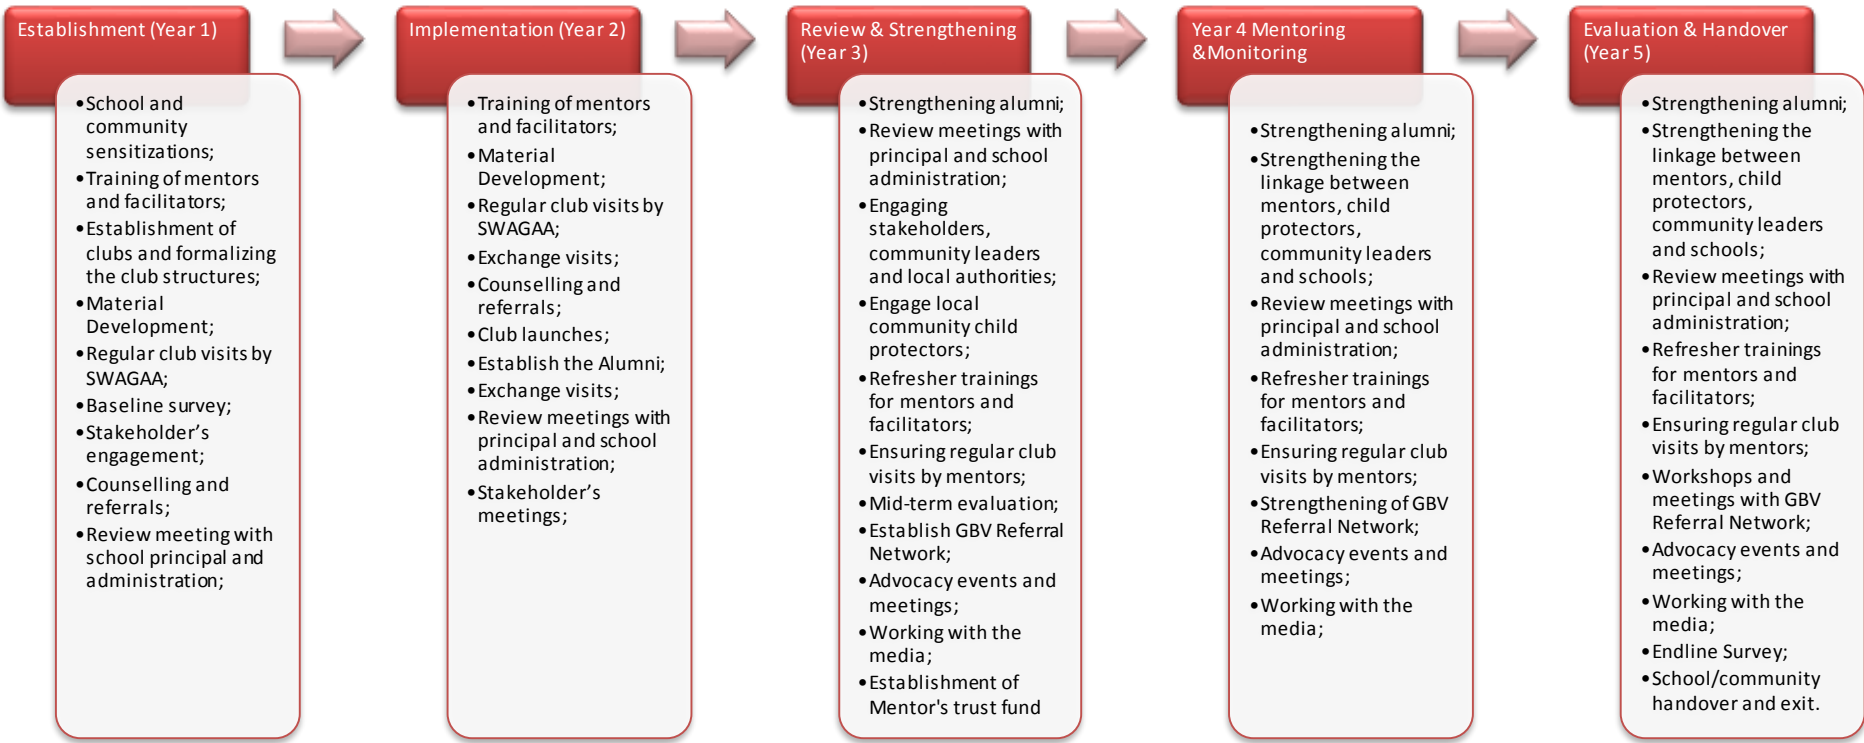 Establishment (Year 1)
•School and
community
sensitizations;
•Training of mentors
and facilitators;
•Establishment of
clubs and formalizing
the club structures;
•Material
Development;
•Regular club visits by
SWAGAA;
•Baseline survey;
•Stakeholder’s
engagement;
•Counselling and
referrals;
•Review meeting with
school principal and
administration;
Implementation (Year 2)
•Training of mentors
and facilitators;
•Material
Development;
•Regular club visits by
SWAGAA;
•Exchange visits;
•Counselling and
referrals;
•Club launches;
•Establish the Alumni;
•Exchange visits;
•Review meetings with
principal and school
administration;
•Stakeholder’s
meetings;
Review & Strengthening
(Year 3)
•Strengthening alumni;
•Review meetings with
principal and school
administration;
•Engaging
stakeholders,
community leaders
and local authorities;
•Engage local
community child
protectors;
•Refresher trainings
for mentors and
facilitators;
•Ensuring regular club
visits by mentors;
•Mid-term evaluation;
•Establish GBV Referral
Network;
•Advocacy events and
meetings;
•Working with the
media;
•Establishment of
Mentor's trust fund
Year 4 Mentoring
&Monitoring
•Strengthening alumni;
•Strengthening the
linkage between
mentors, child
protectors,
community leaders
and schools;
•Review meetings with
principal and school
administration;
•Refresher trainings
for mentors and
facilitators;
•Ensuring regular club
visits by mentors;
•Strengthening of GBV
Referral Network;
•Advocacy events and
meetings;
•Working with the
media;
Evaluation & Handover
(Year 5)
•Strengthening alumni;
•Strengthening the
linkage between
mentors, child
protectors,
community leaders
and schools;
•Review meetings with
principal and school
administration;
•Refresher trainings
for mentors and
facilitators;
•Ensuring regular club
visits by mentors;
•Workshops and
meetings with GBV
Referral Network;
•Advocacy events and
meetings;
•Working with the
media;
•Endline Survey;
•School/community
handover and exit.